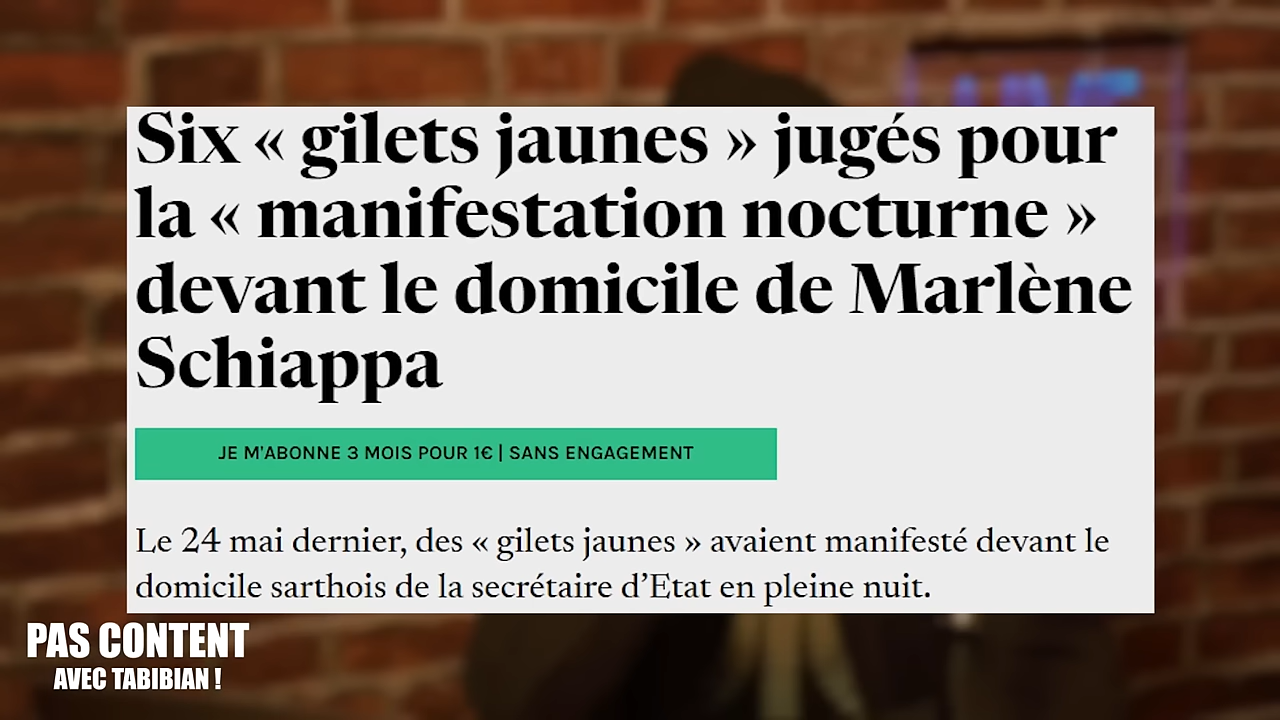 Six « gilets jaunes » jugés pour
la « manifestation nocturne »
devant le domicile de Marlène
Schiappa
JE M'ABONNE 3 MOIS POUR 1€ | SANS ENGAGEMENT
Le 24 mai dernier, des « gilets jaunes » avaient manifesté devant le
domicile sarthois de la secrétaire d’Etat en pleine nuit.
PAS CONTENT
AVEC TABIBIAN !